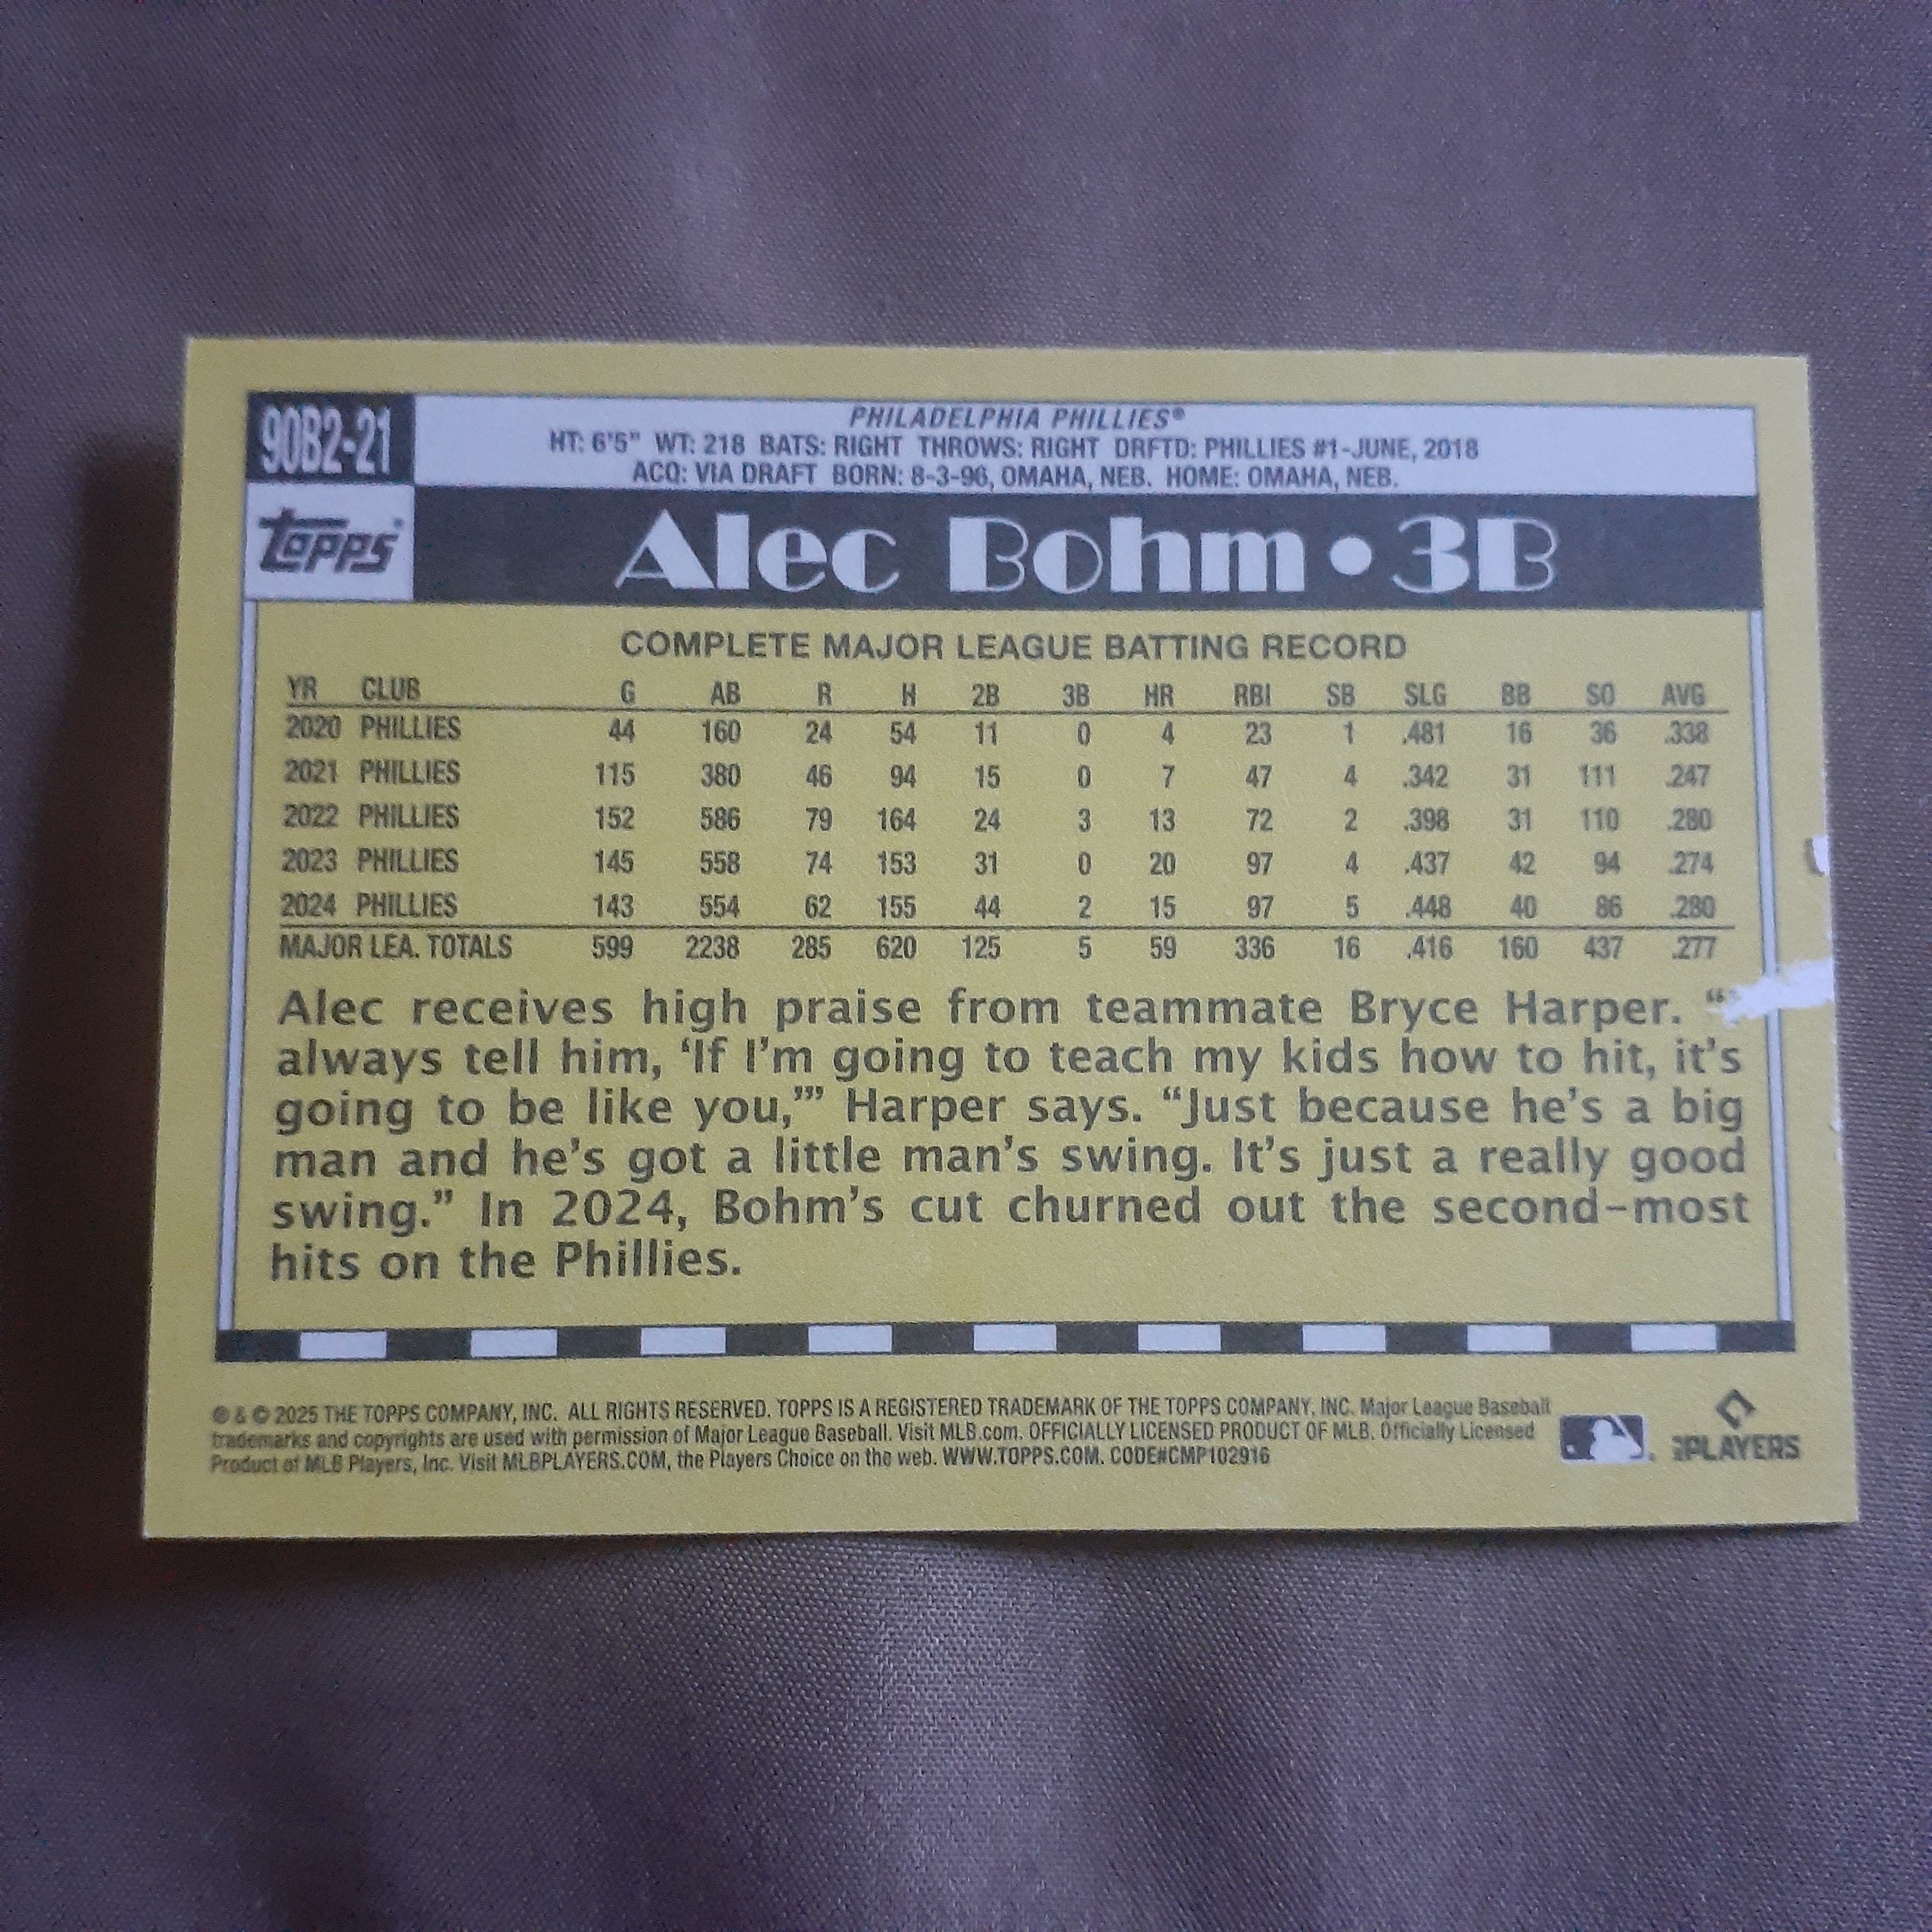 90B2-21
PHILADELPHIA PHILLIES®
HT: 6'5" WT: 218 BATS: RIGHT THROWS: RIGHT DRFTD: PHILLIES #1-JUNE, 2018
ACQ: VIA DRAFT BORN: 8-3-96, OMAHA, NEB. HOME: OMAHA, NEB.
Topps®
Alec Bohm • 3B
COMPLETE MAJOR LEAGUE BATTING RECORD
YR CLUB G AB R H 2B 3B HR RBI SB SLG BB SO AVG
2020 PHILLIES 44 160 24 54 11 0 4 23 1 .481 16 36 .338
2021 PHILLIES 115 380 46 94 15 0 7 47 4 .342 31 111 .247
2022 PHILLIES 152 586 79 164 24 3 13 72 2 .398 31 110 .280
2023 PHILLIES 145 558 74 153 31 0 20 97 4 .437 42 94 .274
2024 PHILLIES 143 554 62 155 44 2 15 97 5 .448 40 86 .280
MAJOR LEA. TOTALS 599 2238 285 620 125 5 59 336 16 .416 160 437 .277
Alec receives high praise from teammate Bryce Harper. “
always tell him, ‘If I’m going to teach my kids how to hit, it’s
going to be like you,’” Harper says. “Just because he’s a big
man and he’s got a little man’s swing. It’s just a really good
swing.” In 2024, Bohm’s cut churned out the second-most
hits on the Phillies.
® & © 2025 THE TOPPS COMPANY, INC. ALL RIGHTS RESERVED. TOPPS IS A REGISTERED TRADEMARK OF THE TOPPS COMPANY, INC. Major League Baseball
trademarks and copyrights are used with permission of Major League Baseball. Visit MLB.com. OFFICIALLY LICENSED PRODUCT OF MLB. Officially Licensed
Product of MLB Players, Inc. Visit MLBPLAYERS.COM, the Players Choice on the web. WWW.TOPPS.COM. CODE#CMP102916
PLAYERS